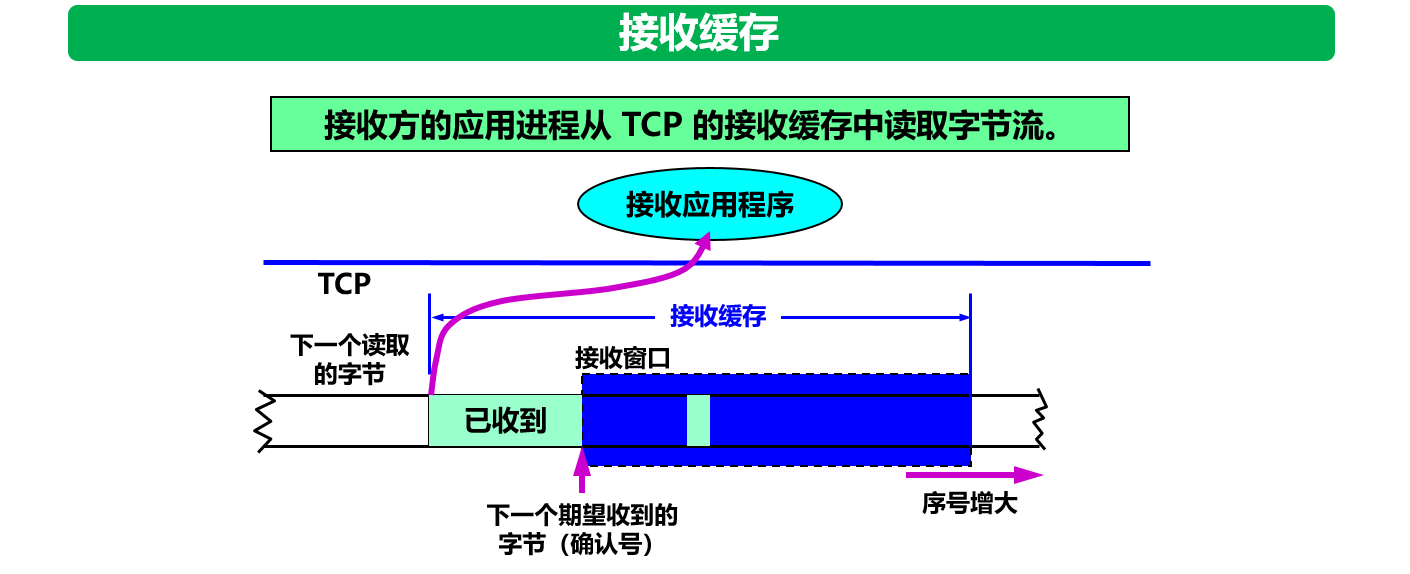 接收缓存
接收方的应用进程从 TCP 的接收缓存中读取字节流。
接收应用程序
TCP
接收缓存
下一个读取
的字节
接收窗口
已收到
下一个期望收到的
字节（确认号）
序号增大